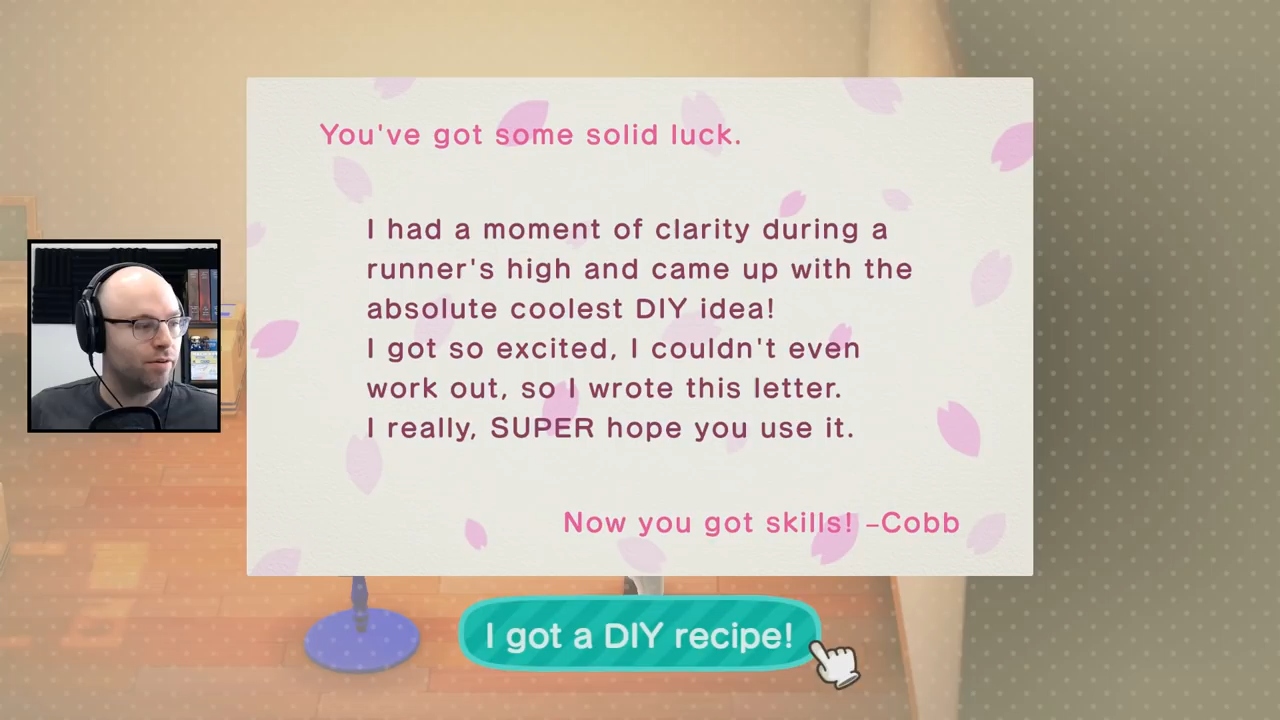 You've got some solid luck.
I had a moment of clarity during a
runner's high and came up with the
absolute coolest DIY idea!
I got so excited, I couldn't even
work out, so I wrote this letter.
I really, SUPER hope you use it.
Now you got skills! –Cobb
I got a DIY recipe!